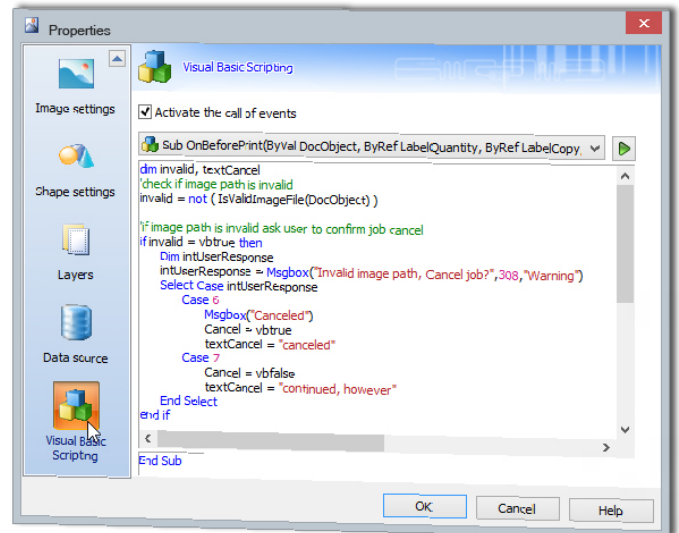 Properties
Visual Basic Scripting
Image settings
Shape settings
Layers
Data source
Visual Basic
Scripting
Activate the call of events
Sub OnBeforePrint(ByVal DocObject, ByRef LabelQuantity, ByRef LabelCopy,
dim invalid, textCancel
'check if image path is invalid
invalid = not ( IsValidImageFile(DocObject) )
'if image path is invalid ask user to confirm job cancel
if invalid = vbtrue then
Dim intUserResponse
intUserResponse = Msgbox("Invalid image path, Cancel job?",308,"Warning")
Select Case intUserResponse
Case 6
Msgbox("Canceled")
Cancel = vbtrue
textCancel = "canceled"
Case 7
Cancel = vbfalse
textCancel = "continued, however"
End Select
end if
End Sub
OK
Cancel
Help